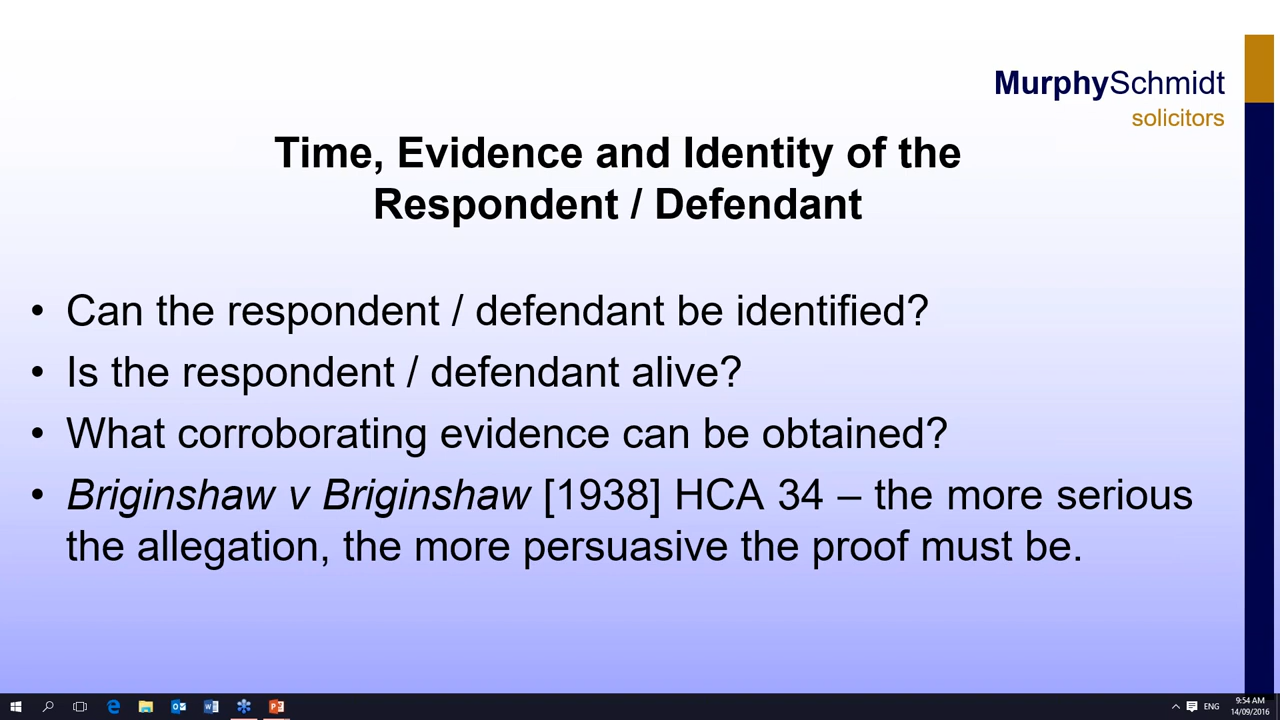 MurphySchmidt
solicitors
Time, Evidence and Identity of the
Respondent / Defendant
• Can the respondent / defendant be identified?
• Is the respondent / defendant alive?
• What corroborating evidence can be obtained?
• Briginshaw v Briginshaw [1938] HCA 34 – the more serious
the allegation, the more persuasive the proof must be.
ENG
9:54 AM
14/09/2016